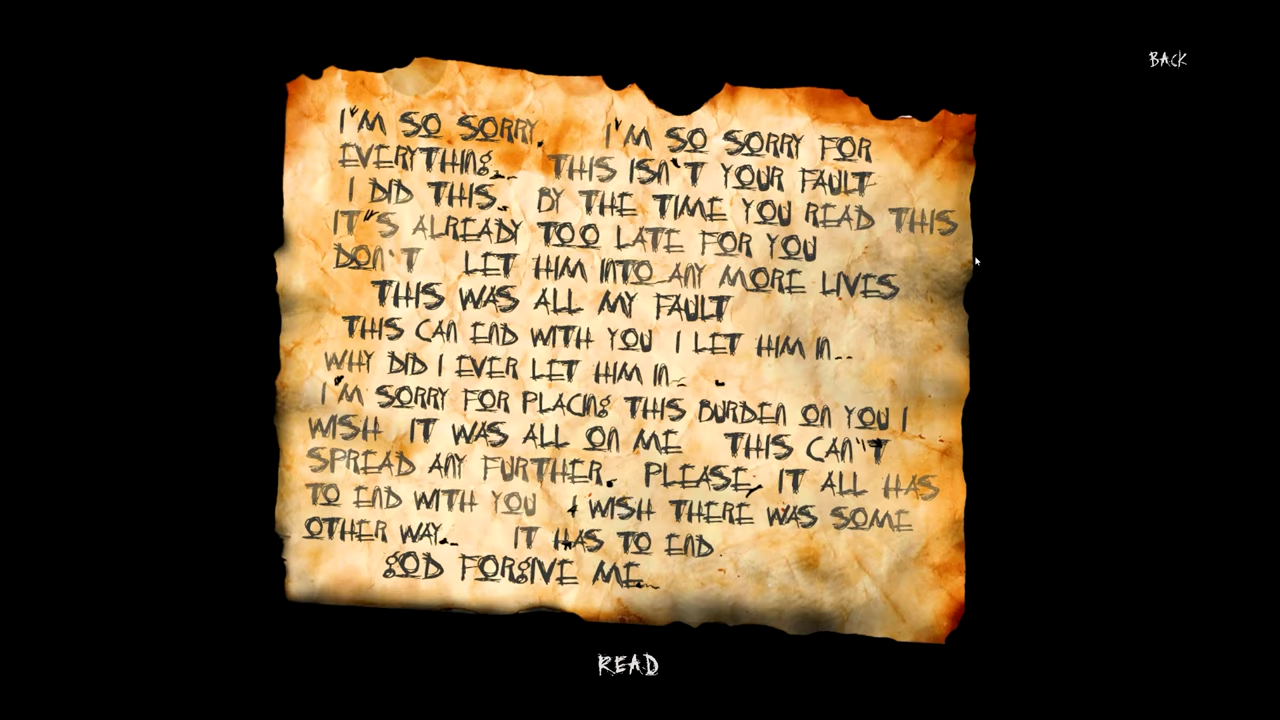 BACK
I'M SO SORRY. I'M SO SORRY FOR
EVERYTHING... THIS ISN'T YOUR FAULT
I DID THIS.. BY THE TIME YOU READ THIS
IT"S ALREADY TOO LATE FOR YOU
DON'T LET HIM INTO ANY MORE LIVES
THIS WAS ALL MY FAULT
THIS CAN END WITH YOU I LET HIM IN..
WHY DID I EVER LET HIM IN..
I'M SORRY FOR PLACING THIS BURDEN ON YOU I
WISH IT WAS ALL ON ME THIS CAN"T
SPREAD ANY FURTHER. PLEASE, IT ALL HAS
TO END WITH YOU I WISH THERE WAS SOME
OTHER WAY.. IT HAS TO END.
GOD FORGIVE ME...
READ